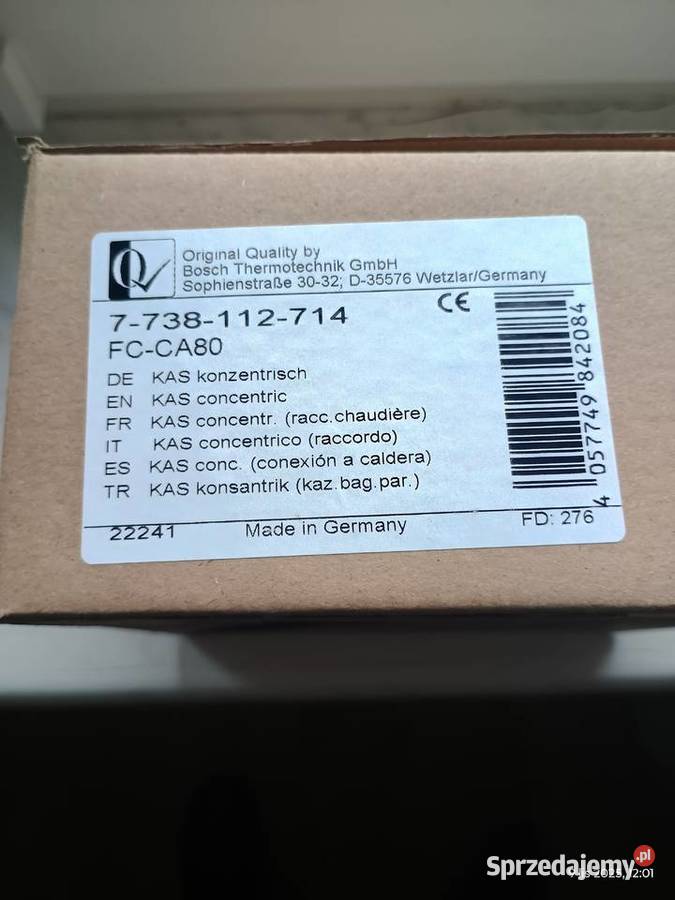 Original Quality by
Bosch Thermotechnik GmbH
Sophienstraße 30-32; D-35576 Wetzlar/Germany
7-738-112-714
CE
FC-CA80
DE KAS konzentrisch
EN KAS concentric
FR KAS concentr. (racc.chaudière)
IT KAS concentrico (raccordo)
ES KAS conc. (conexión a caldera)
TR KAS konsantrik (kaz.bag.par.)
4 057749 842084
22241 Made in Germany FD: 276
Sprzedajemy.pl